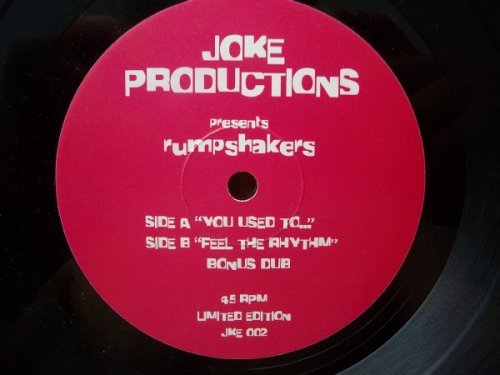 JOKE
PRODUCTIONS
presents
rumpshakers
SIDE A "YOU USED TO..."
SIDE B "FEEL THE RHYTHM"
BONUS DUB
45 RPM
LIMITED EDITION
JKE 002